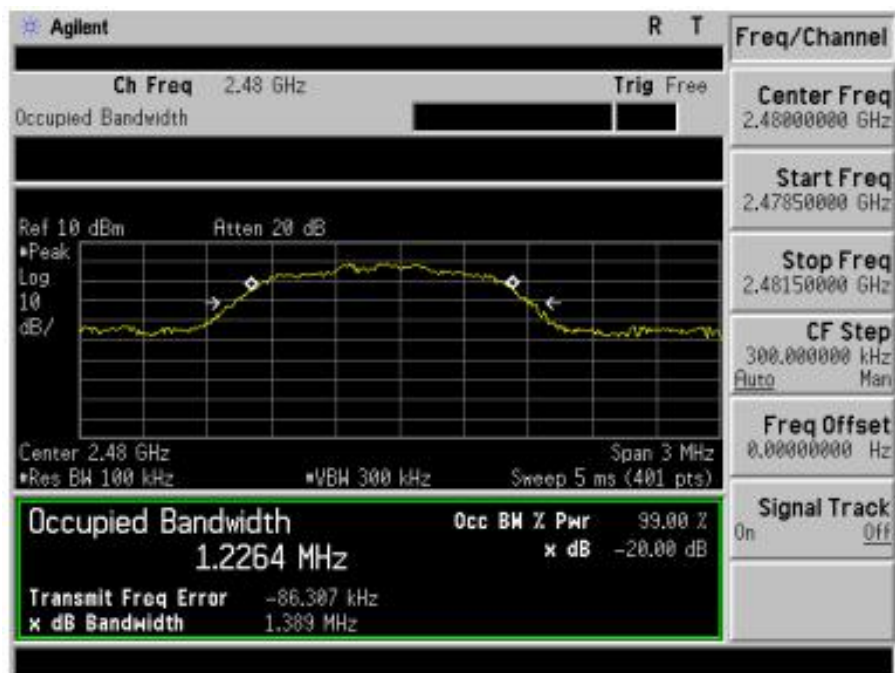 Agilent R T
Ch Freq 2.48 GHz Trig Free
Occupied Bandwidth
Ref 10 dBm Atten 20 dB
*Peak
Log
10
dB/
Center 2.48 GHz Span 3 MHz
*Res BW 100 kHz *VBW 300 kHz Sweep 5 ms (401 pts)
Occupied Bandwidth Occ BW % Pwr 99.00 %
1.2264 MHz x dB -20.00 dB
Transmit Freq Error -86.307 kHz
x dB Bandwidth 1.389 MHz
Freq/Channel
Center Freq
2.48000000 GHz
Start Freq
2.47850000 GHz
Stop Freq
2.48150000 GHz
CF Step
300.000000 kHz
Auto Man
Freq Offset
0.00000000 Hz
Signal Track
On Off